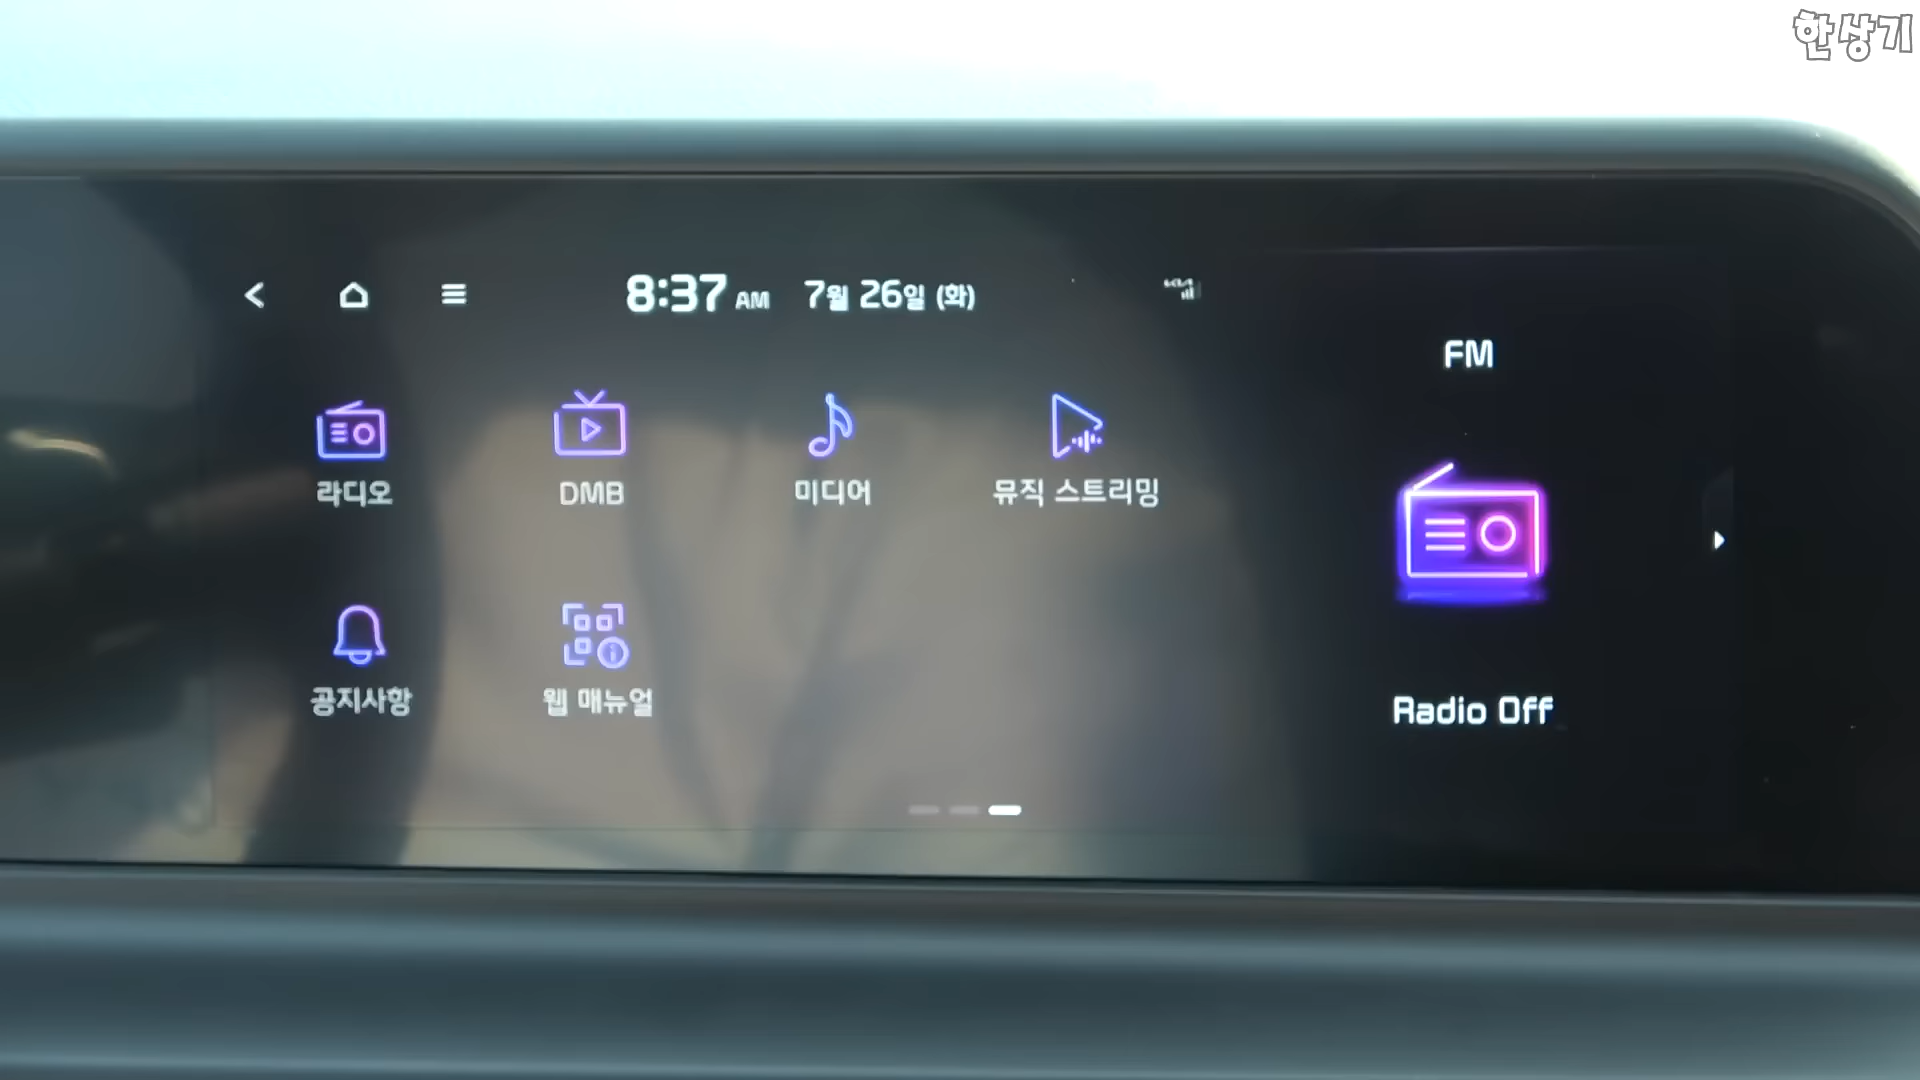 한상기
8:37 AM 7월 26일 (화)
FM
라디오
DMB
미디어
뮤직 스트리밍
공지사항
웹 매뉴얼
Radio Off